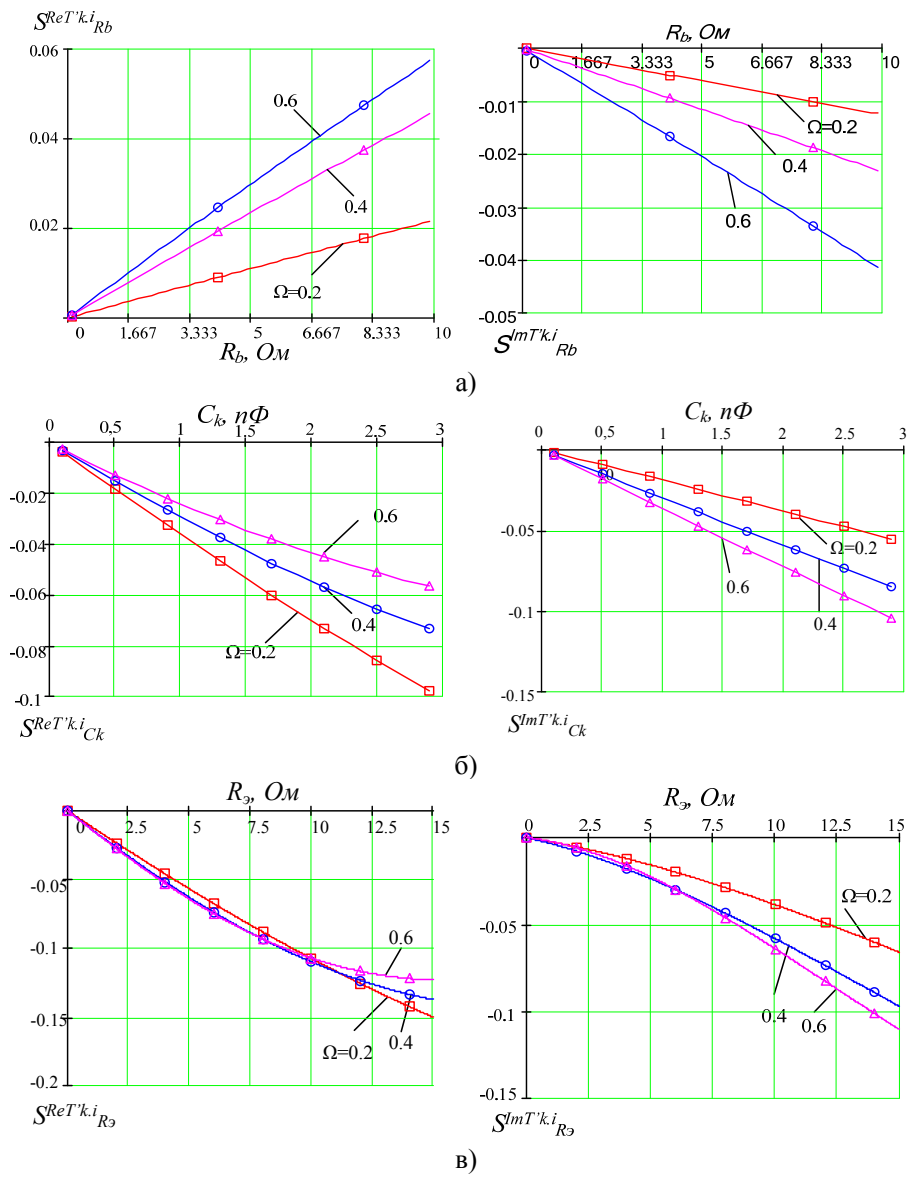 S^{ReT'k.i}_{Rb}
0.06
0.04
0.02
0.6
0.4
Ω=0.2
0 1.667 3.333 5 6.667 8.333 10
R_b, Ом
R_b, Ом
0 1.667 3.333 5 6.667 8.333 10
-0.01
-0.02
-0.03
-0.04
-0.05
Ω=0.2
0.4
0.6
S^{ImT'k.i}_{Rb}
а)
C_k, пФ
0 0,5 1 1.5 2 2.5 3
-0.02
-0.04
-0.06
-0.08
-0.1
0.6
0.4
Ω=0.2
S^{ReT'k.i}_{Ck}
C_k, пФ
0 0,5 1 1.5 2 2.5 3
0
-0.05
-0.1
-0.15
Ω=0.2
0.6
0.4
S^{ImT'k.i}_{Ck}
б)
R_э, Ом
0 2.5 5 7.5 10 12.5 15
-0.05
-0.1
-0.15
-0.2
0.6
Ω=0.2
0.4
S^{ReT'k.i}_{Rэ}
R_э, Ом
0 2.5 5 7.5 10 12.5 15
-0.05
-0.1
-0.15
Ω=0.2
0.4
0.6
S^{ImT'k.i}_{Rэ}
в)